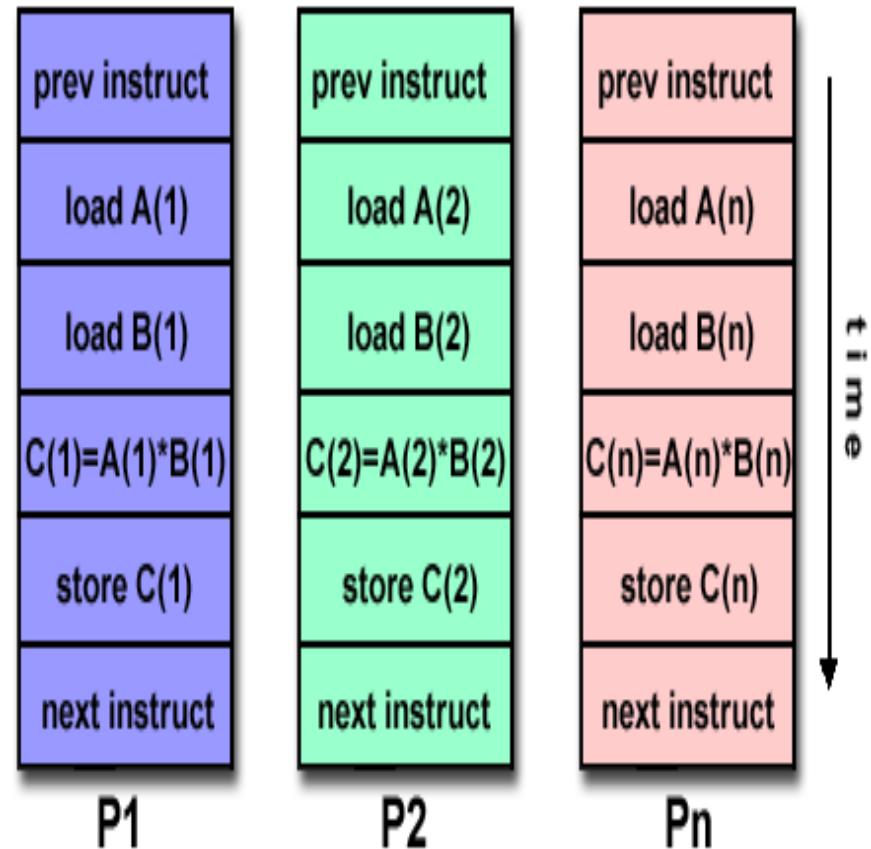 prev instruct
load A(1)
load B(1)
C(1)=A(1)*B(1)
store C(1)
next instruct
P1
prev instruct
load A(2)
load B(2)
C(2)=A(2)*B(2)
store C(2)
next instruct
P2
prev instruct
load A(n)
load B(n)
C(n)=A(n)*B(n)
store C(n)
next instruct
Pn
time